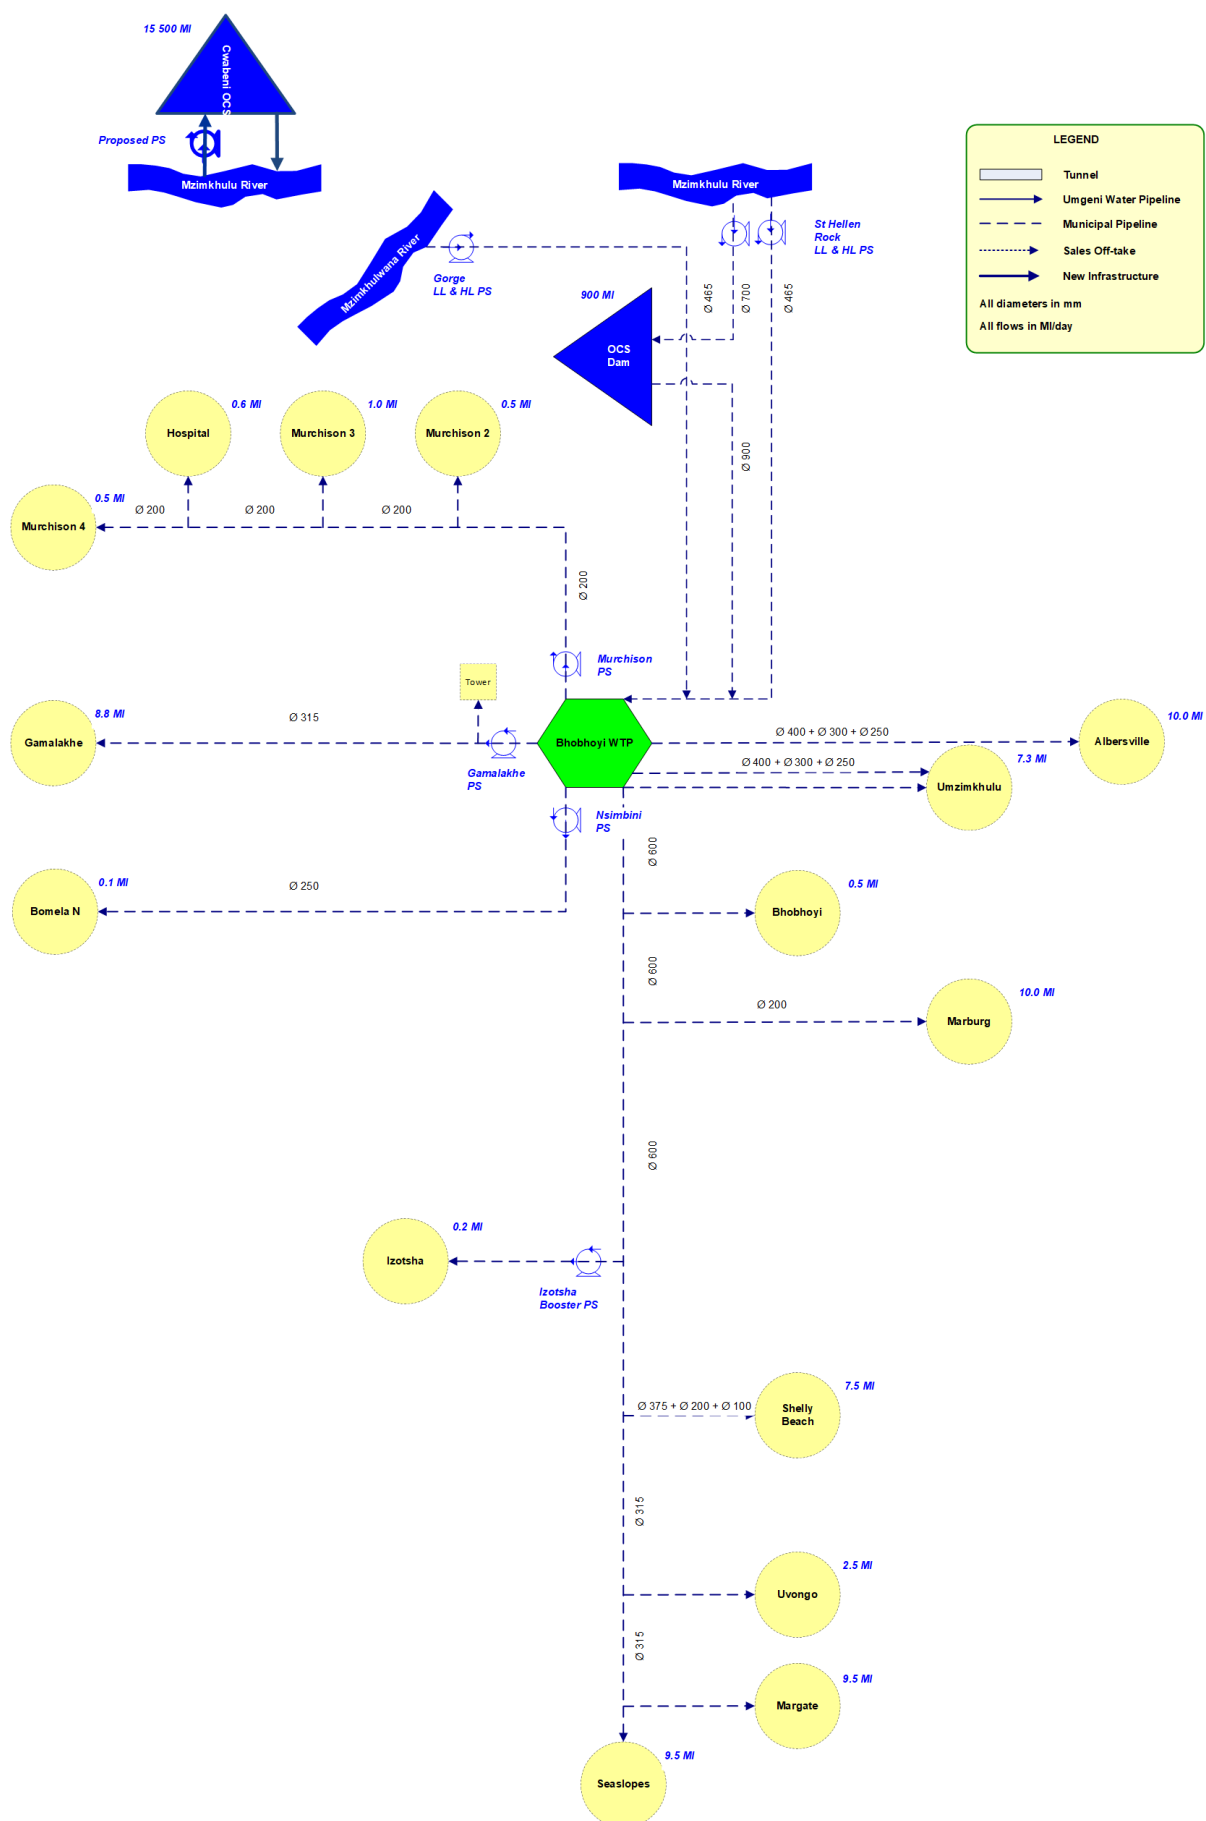 15 500 Ml
Cwabeni OCS
Proposed PS
Mzimkhulu River
Mzimkhulu River
LEGEND
Tunnel
Umgeni Water Pipeline
Municipal Pipeline
Sales Off-take
New Infrastructure
All diameters in mm
All flows in Ml/day
St Hellen
Rock
LL & HL PS
Mzimkhulwana River
Gorge
LL & HL PS
900 Ml
Ø 465
Ø 700
Ø 465
OCS
Dam
Ø 900
0.6 Ml
1.0 Ml
0.5 Ml
Hospital
Murchison 3
Murchison 2
0.5 Ml
Murchison 4
Ø 200
Ø 200
Ø 200
Ø 200
Murchison
PS
Tower
8.8 Ml
Gamalakhe
Ø 315
Gamalakhe
PS
Bhobhoyi WTP
Ø 400 + Ø 300 + Ø 250
10.0 Ml
Albersville
Ø 400 + Ø 300 + Ø 250
7.3 Ml
Umzimkhulu
Nsimbini
PS
Ø 600
0.1 Ml
Bomela N
Ø 250
0.5 Ml
Bhobhoyi
Ø 600
10.0 Ml
Ø 200
Marburg
Ø 600
0.2 Ml
Izotsha
Izotsha
Booster PS
7.5 Ml
Ø 375 + Ø 200 + Ø 100
Shelly
Beach
Ø 315
2.5 Ml
Uvongo
Ø 315
9.5 Ml
Margate
9.5 Ml
Seaslopes